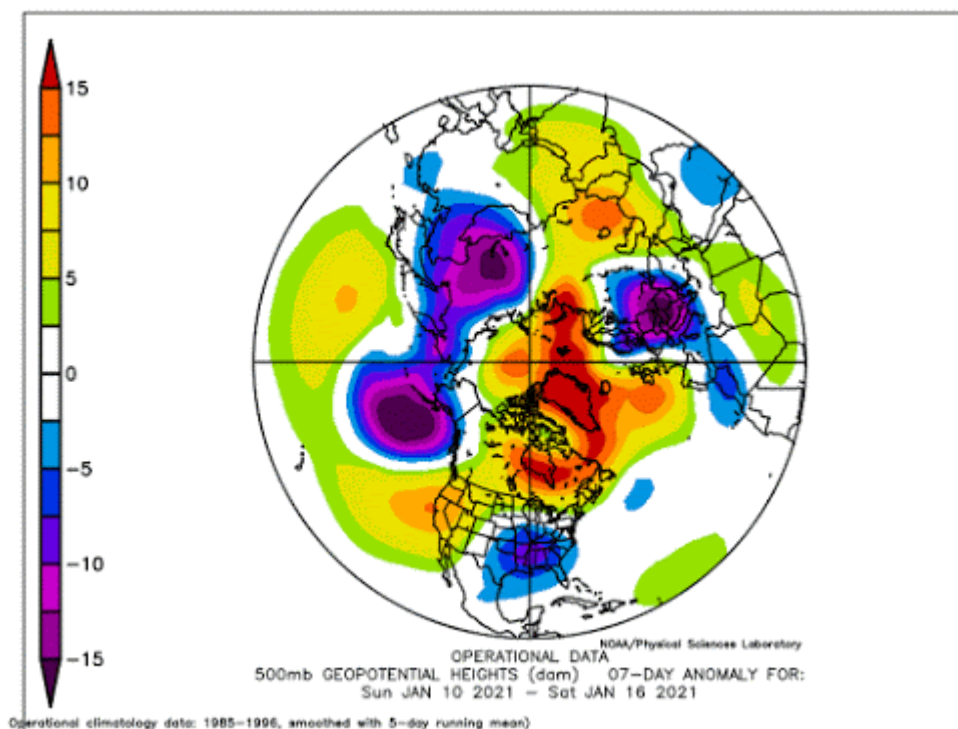 15
10
5
0
-5
-10
-15
NOAA/Physical Sciences Laboratory
OPERATIONAL DATA
500mb GEOPOTENTIAL HEIGHTS (dam) 07-DAY ANOMALY FOR:
Sun JAN 10 2021 - Sat JAN 16 2021
Operational climatology data: 1985-1996, smoothed with 5-day running mean)